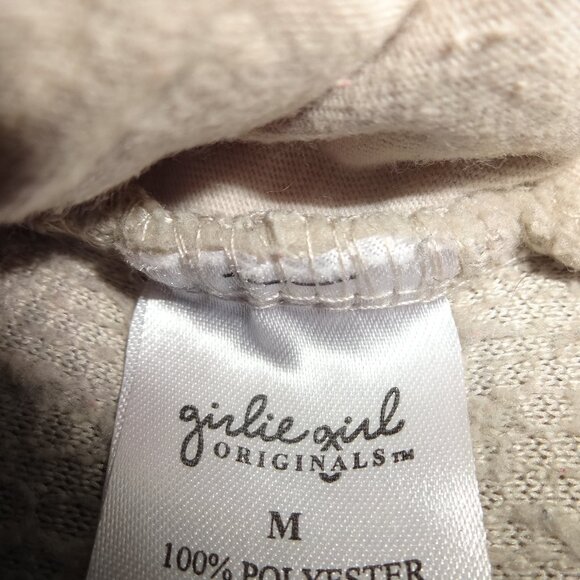 girlie girl
ORIGINALS™
M
100% POLYESTER